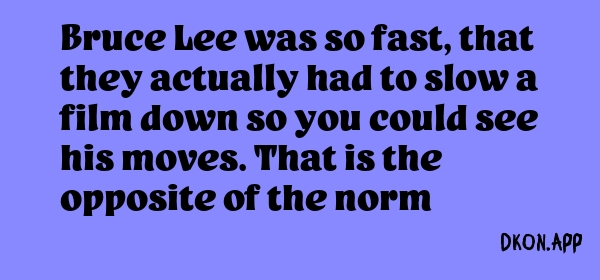 Bruce Lee was so fast, that
they actually had to slow a
film down so you could see
his moves. That is the
opposite of the norm
DKON.APP